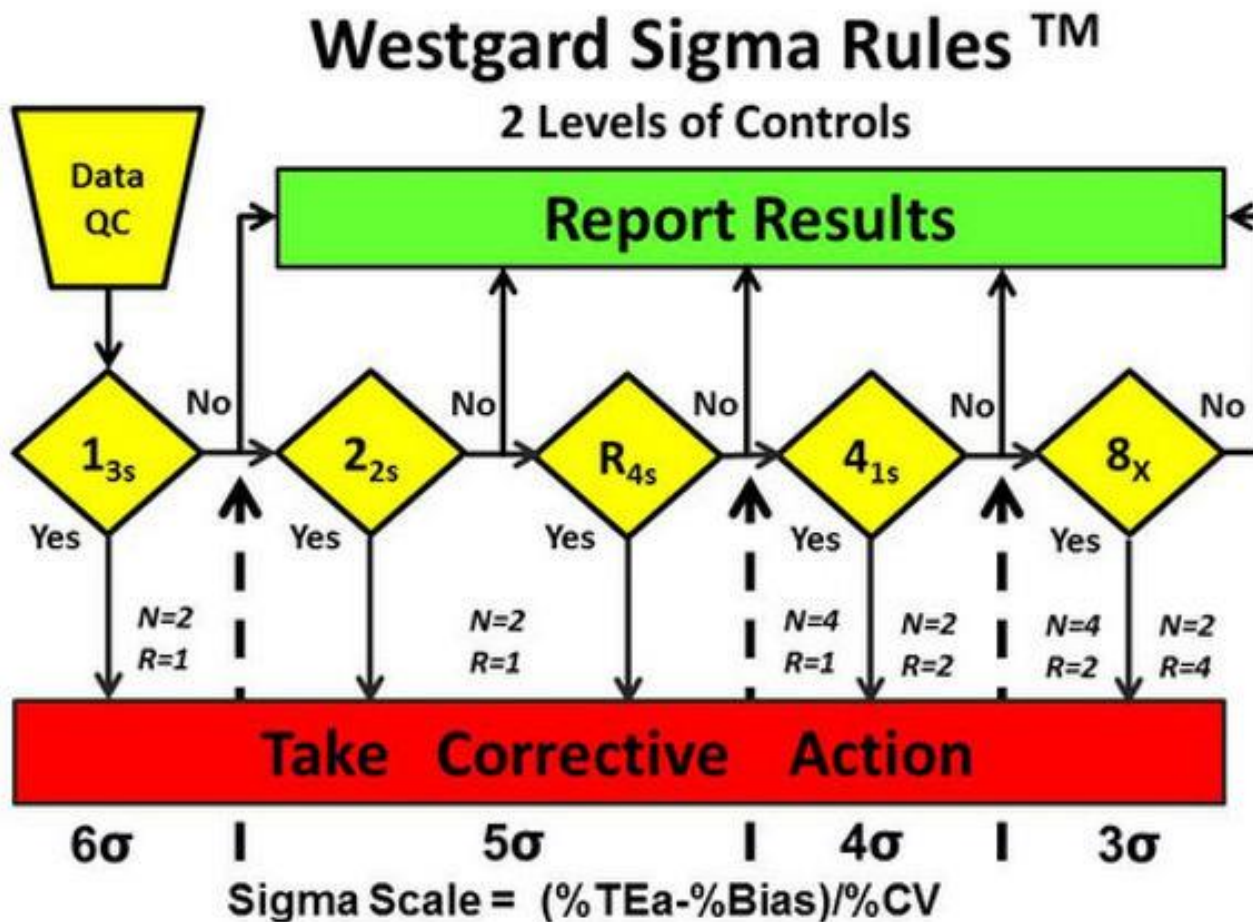 Westgard Sigma Rules ™
2 Levels of Controls
Data
QC
Report Results
No
No
No
No
No
1₃ₛ
2₂ₛ
R₄ₛ
4₁ₛ
8ₓ
Yes
Yes
Yes
Yes
Yes
N=2
R=1
N=2
R=1
N=4
R=1
N=2
R=2
N=4
R=2
N=2
R=4
Take Corrective Action
6σ
5σ
4σ
3σ
Sigma Scale = (%TEa-%Bias)/%CV